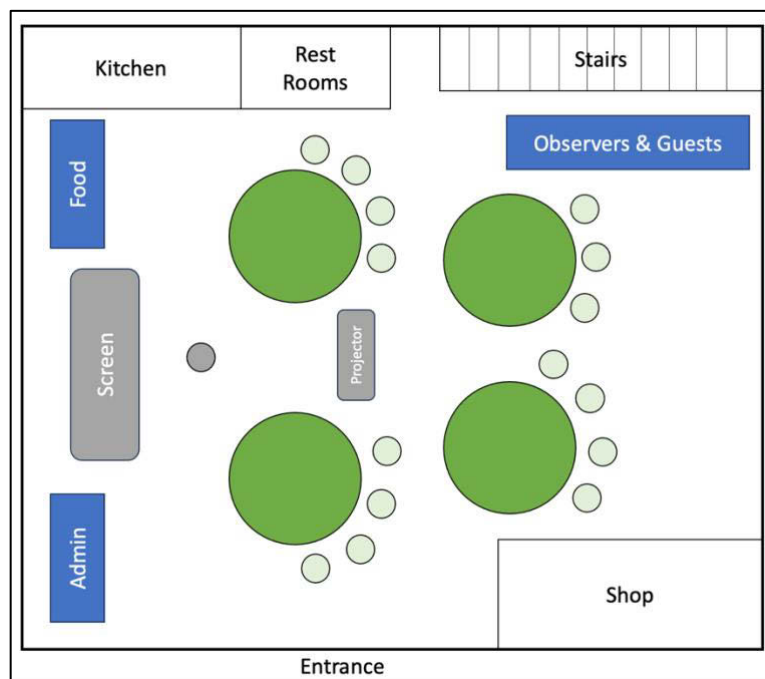 Kitchen
Rest
Rooms
Stairs
Food
Observers & Guests
Screen
Projector
Admin
Shop
Entrance